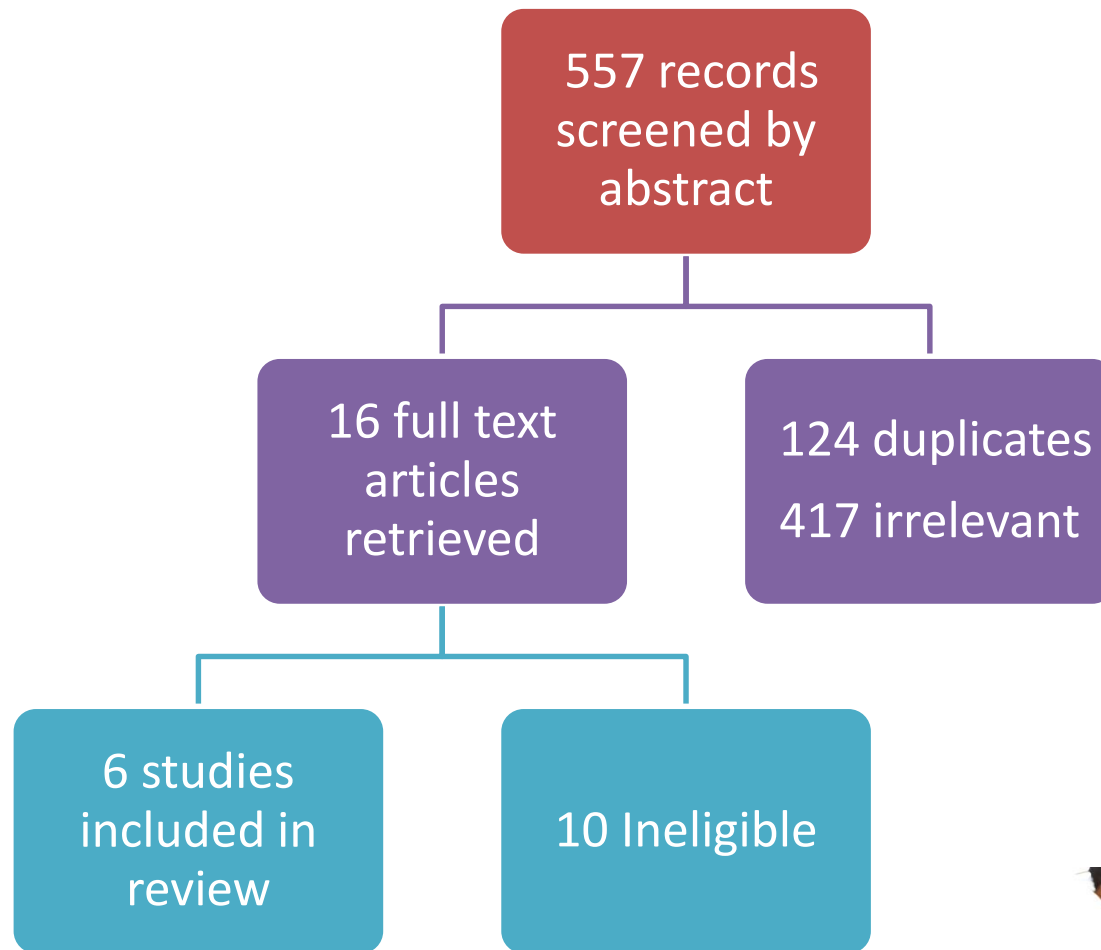 557 records
screened by
abstract
16 full text
articles
retrieved
124 duplicates
417 irrelevant
6 studies
included in
review
10 Ineligible